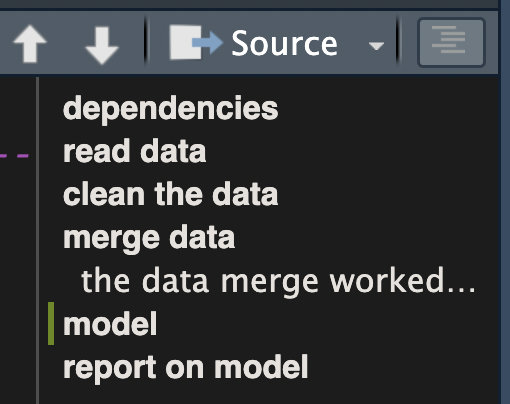 Source
dependencies
read data
clean the data
merge data
the data merge worked...
model
report on model